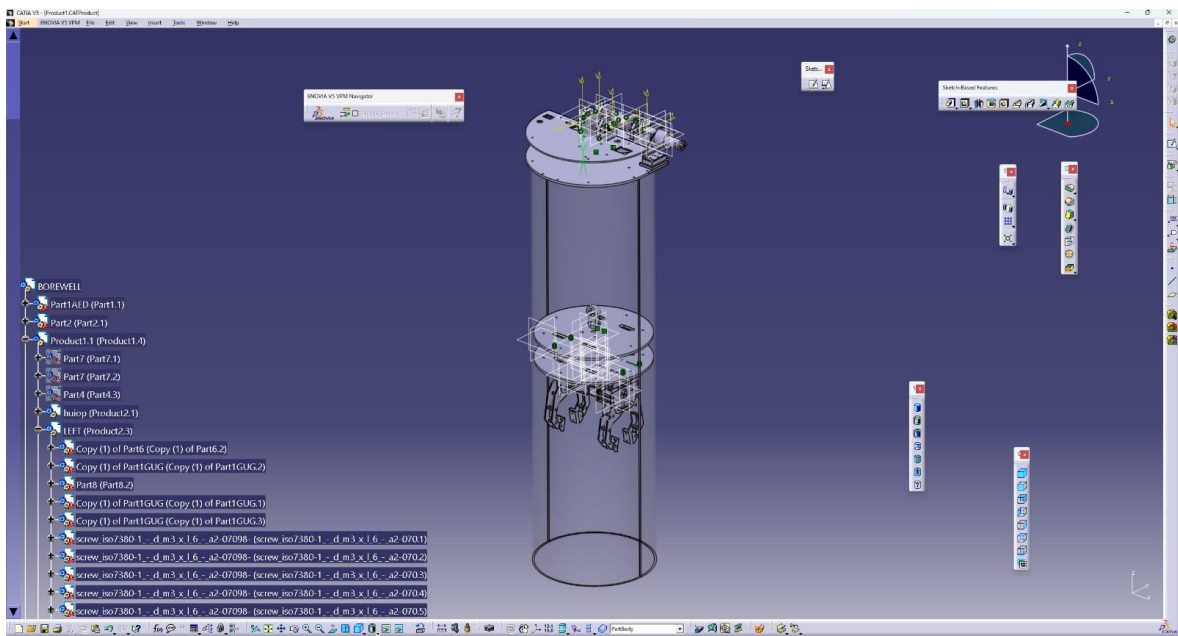 CATIA V5 - [Product1.CATProduct]
Start ENOVIA V5 VPM File Edit View Insert Tools Window Help
Sketc...
ENOVIA V5 VPM Navigator
Sketch-Based Features
ENOVIA
z
y
x
BOREWELL
Part1AED (Part1.1)
Part2 (Part2.1)
Product1.1 (Product1.4)
Part7 (Part7.1)
Part7 (Part7.2)
Part4 (Part4.3)
huiop (Product2.1)
LEFT (Product2.3)
Copy (1) of Part6 (Copy (1) of Part6.2)
Copy (1) of Part1GUG (Copy (1) of Part1GUG.2)
Part8 (Part8.2)
Copy (1) of Part1GUG (Copy (1) of Part1GUG.1)
Copy (1) of Part1GUG (Copy (1) of Part1GUG.3)
screw_iso7380-1_-_d_m3_x_l_6_-_a2-07098- (screw_iso7380-1_-_d_m3_x_l_6_-_a2-070.1)
screw_iso7380-1_-_d_m3_x_l_6_-_a2-07098- (screw_iso7380-1_-_d_m3_x_l_6_-_a2-070.2)
screw_iso7380-1_-_d_m3_x_l_6_-_a2-07098- (screw_iso7380-1_-_d_m3_x_l_6_-_a2-070.3)
screw_iso7380-1_-_d_m3_x_l_6_-_a2-07098- (screw_iso7380-1_-_d_m3_x_l_6_-_a2-070.4)
screw_iso7380-1_-_d_m3_x_l_6_-_a2-07098- (screw_iso7380-1_-_d_m3_x_l_6_-_a2-070.5)
PartBody
CATIA